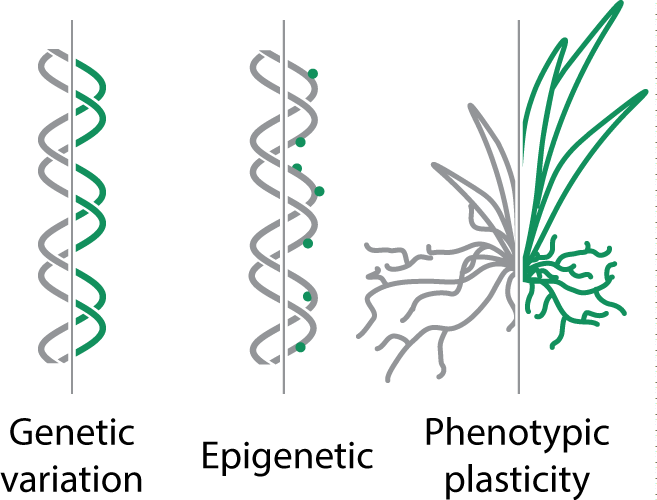 Genetic
variation
Epigenetic
Phenotypic
plasticity